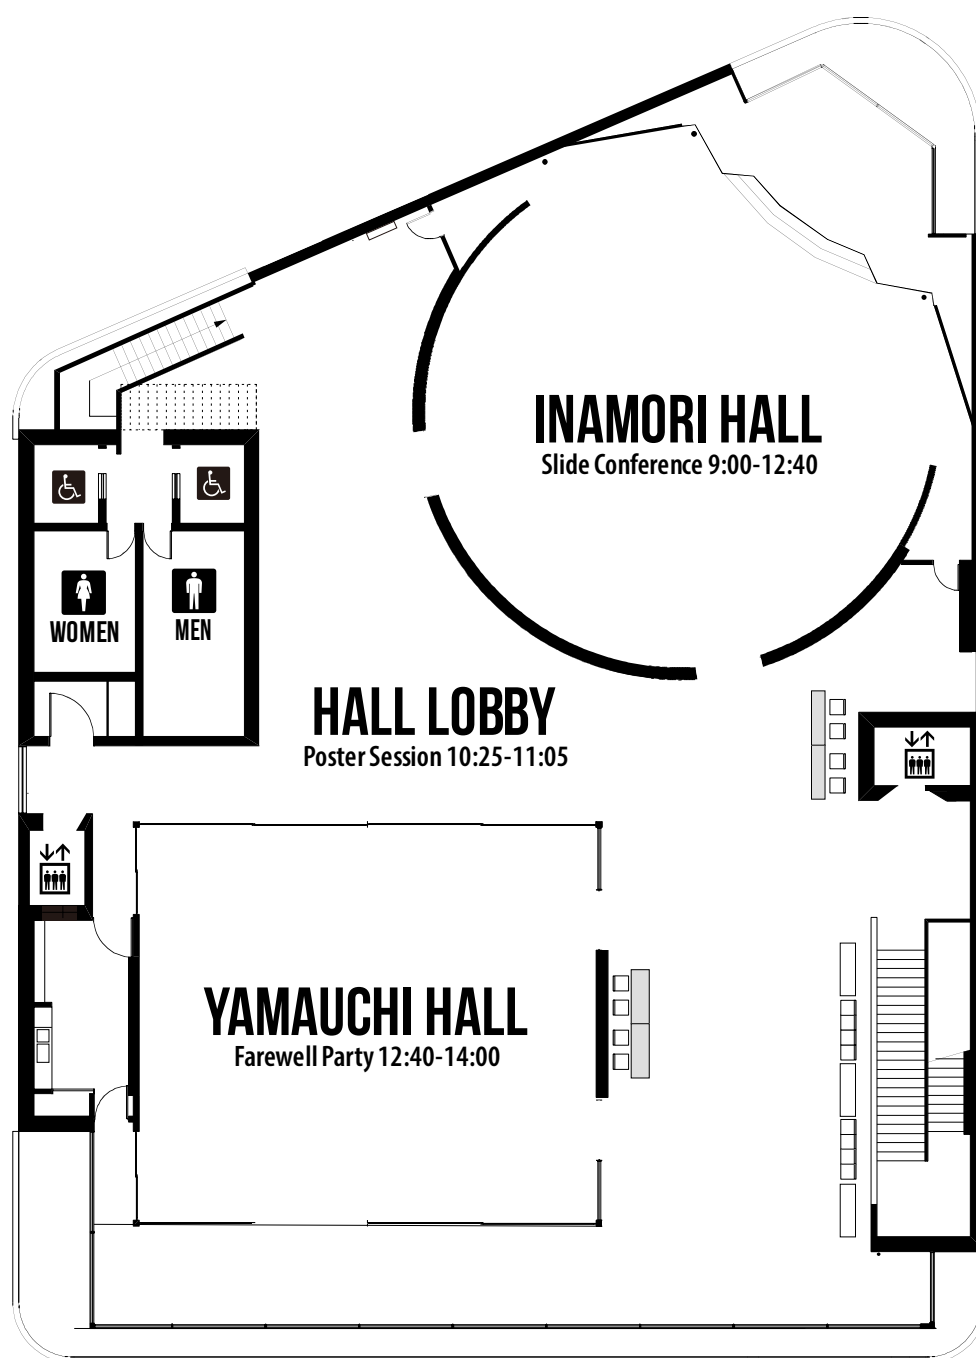 INAMORI HALL
Slide Conference 9:00-12:40
WOMEN
MEN
HALL LOBBY
Poster Session 10:25-11:05
YAMAUCHI HALL
Farewell Party 12:40-14:00